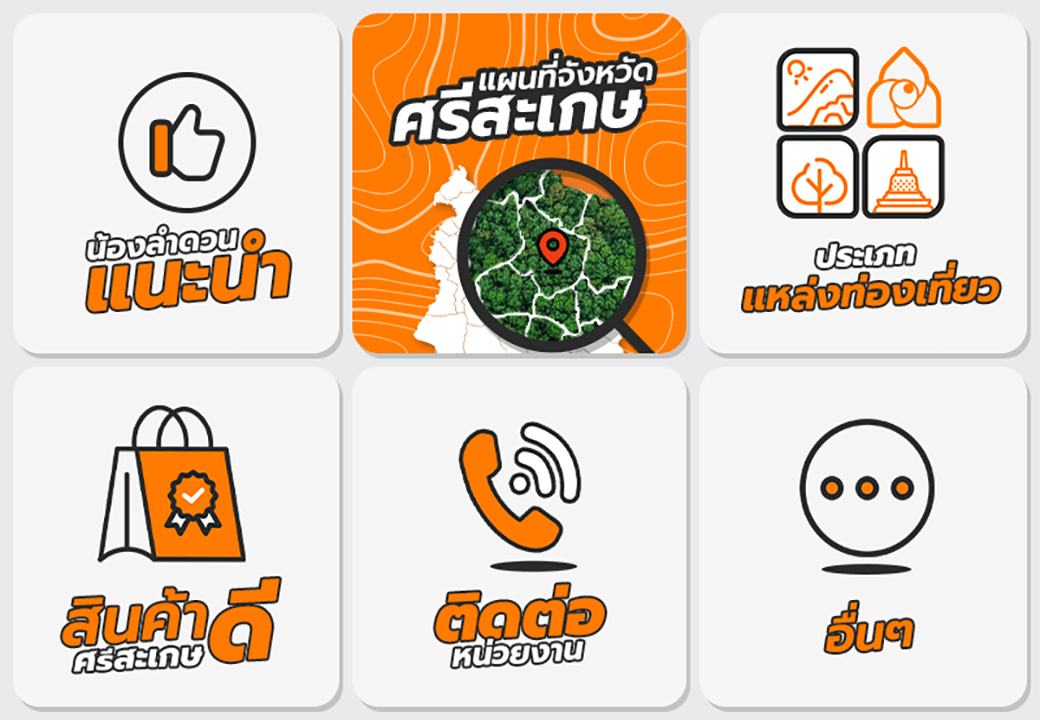 น้องลำดวน
แนะนำ
แผนที่จังหวัด
ศรีสะเกษ
ประเภท
แหล่งท่องเที่ยว
สินค้าดี
ศรีสะเกษ
ติดต่อ
หน่วยงาน
อื่นๆ